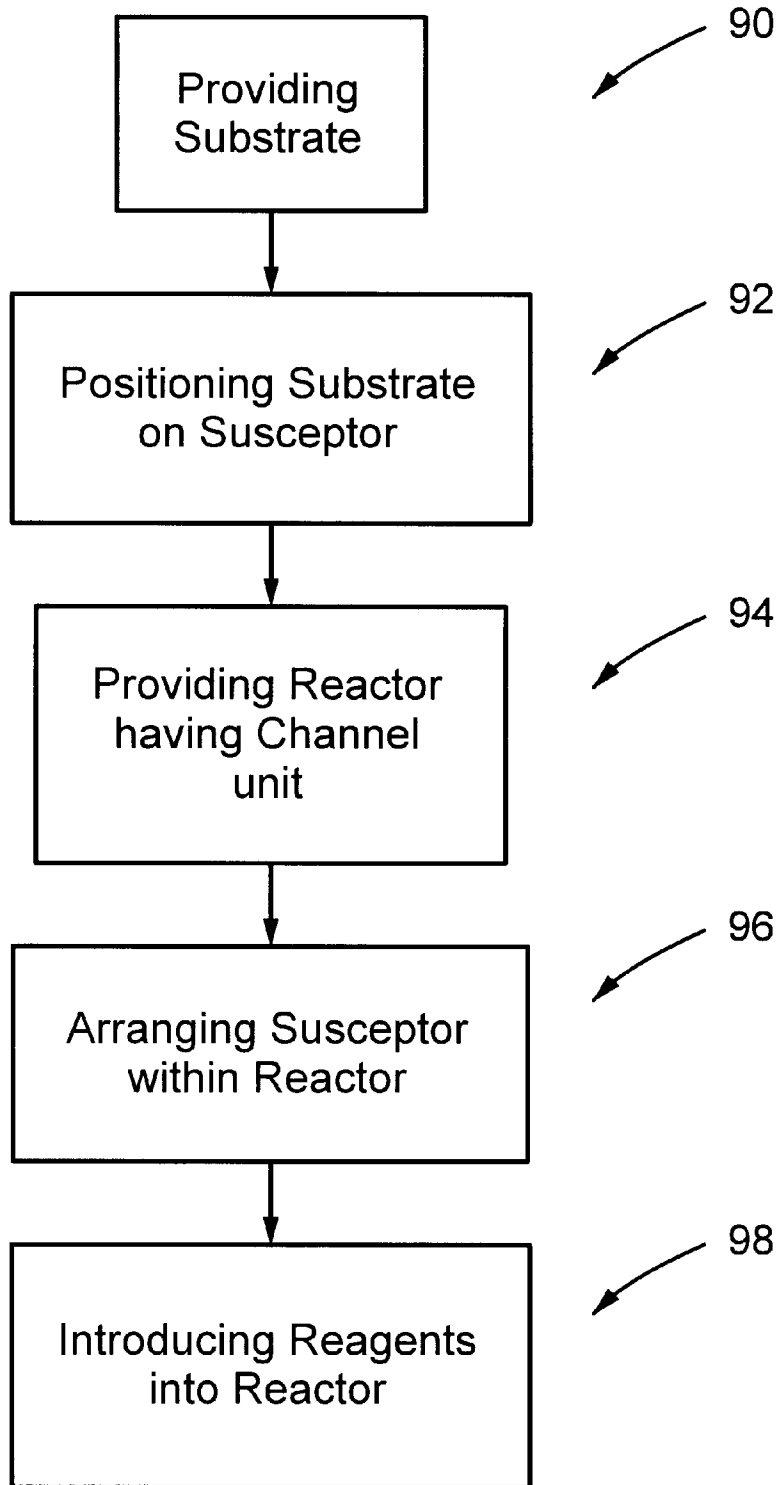 90
Providing
Substrate
92
Positioning Substrate
on Susceptor
94
Providing Reactor
having Channel
unit
96
Arranging Susceptor
within Reactor
98
Introducing Reagents
into Reactor